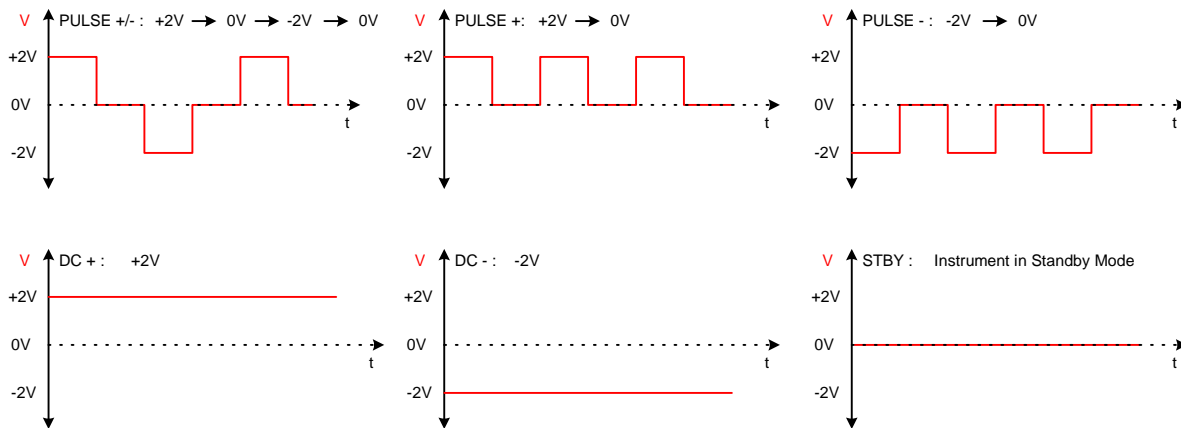 V PULSE +/- : +2V 0V -2V 0V
+2V
0V
t
-2V
V PULSE +: +2V 0V
+2V
0V
t
-2V
V PULSE - : -2V 0V
+2V
0V
t
-2V
V DC + : +2V
+2V
0V
t
-2V
V DC - : -2V
+2V
0V
t
-2V
V STBY : Instrument in Standby Mode
+2V
0V
t
-2V